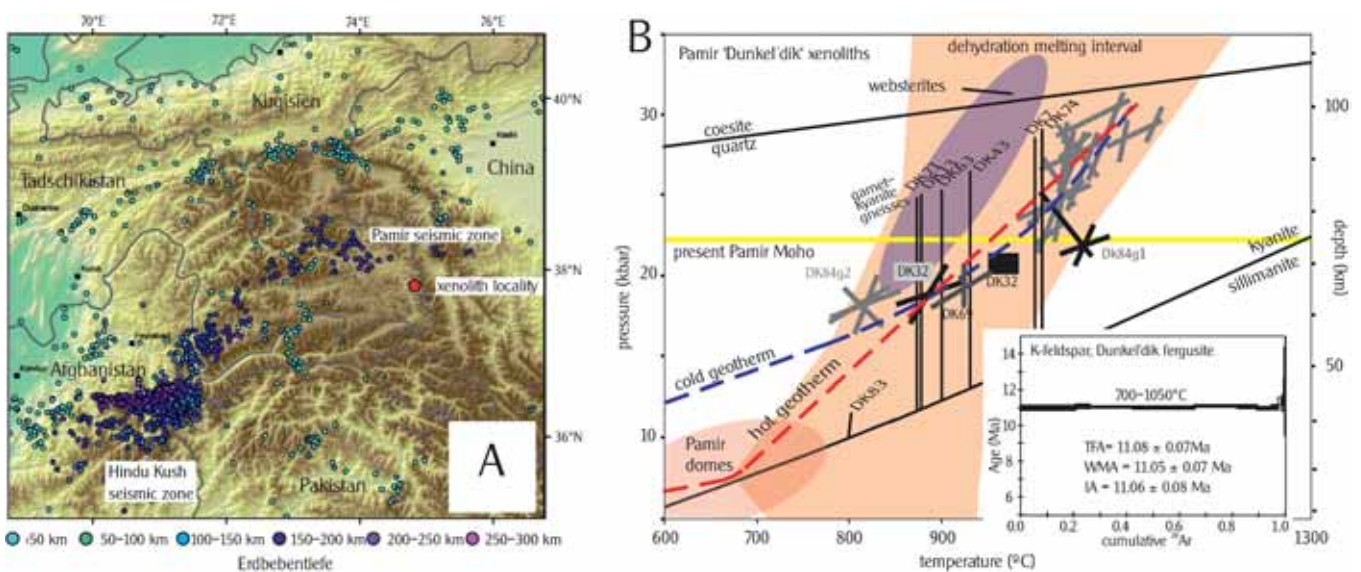 70°E 72°E 74°E 76°E
40°N
38°N
36°N
Kirgisien
China
Tadschikistan
Pamir seismic zone
xenolith locality
Afghanistan
Hindu Kush
seismic zone
Pakistan
A
<50 km 50-100 km 100-150 km 150-200 km 200-250 km 250-300 km
Erdbebentiefe
B
Pamir 'Dunkel'dik' xenoliths
dehydration melting interval
websterites
coesite
quartz
garnet-
kyanite
gneisses
DK63
DK43
DK74
present Pamir Moho
kyanite
sillimanite
DK84g2
DK32
DK32
DK84g1
cold geotherm
hot geotherm
DK83
Pamir
domes
pressure (kbar)
30
20
10
600 700 800 900 1300
temperature (ºC)
100
50
depth (km)
K-feldspar, Dunkel'dik fergusite
700-1050°C
TFA= 11.08 ± 0.07Ma
WMA = 11.05 ± 0.07 Ma
IA = 11.06 ± 0.08 Ma
Age (Ma)
14
12
10
8
6
0.0 0.2 0.4 0.6 0.8 1.0
cumulative ³⁹Ar